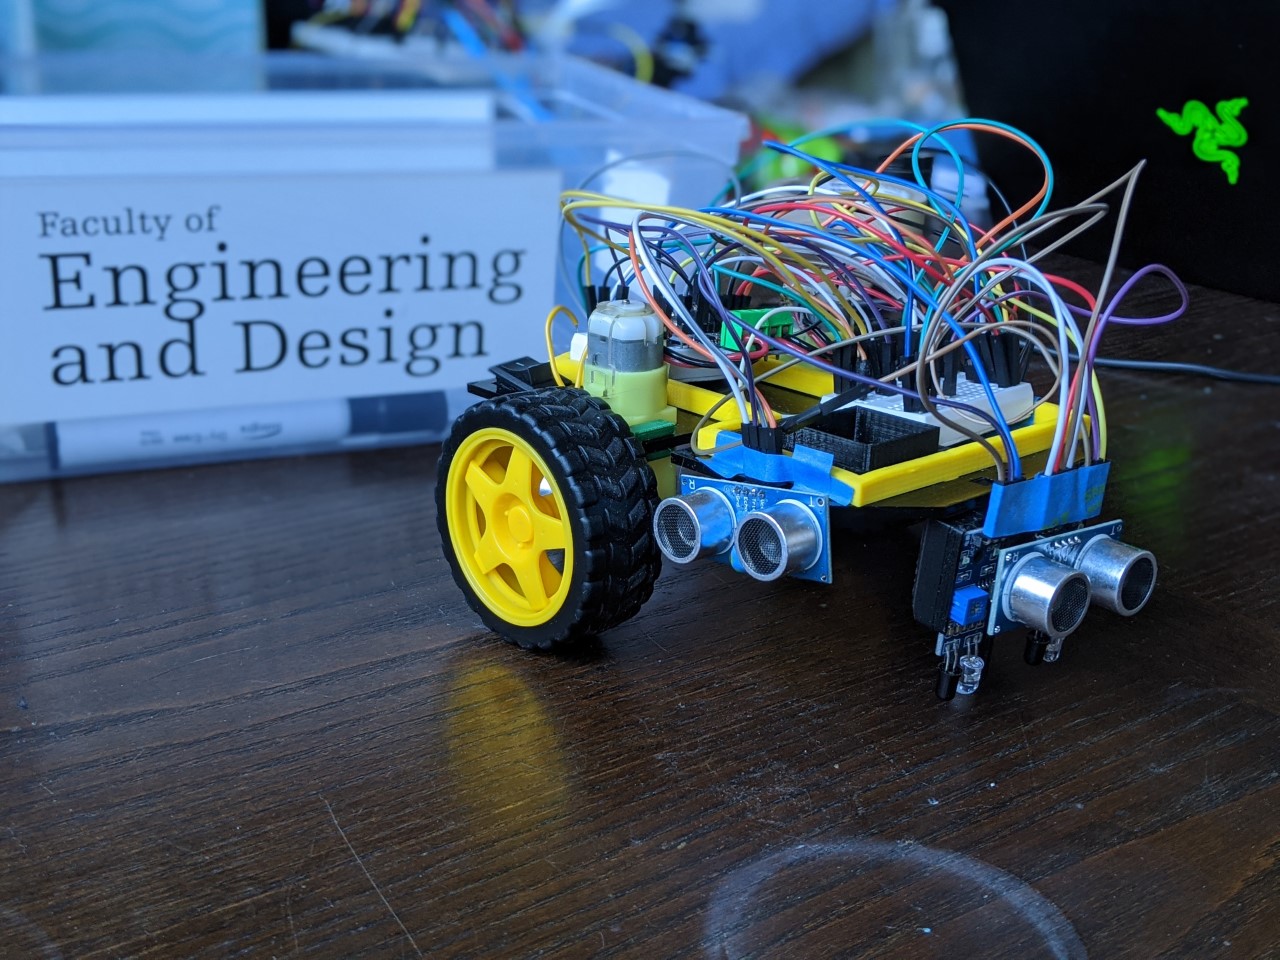 Faculty of
Engineering
and Design
R
T